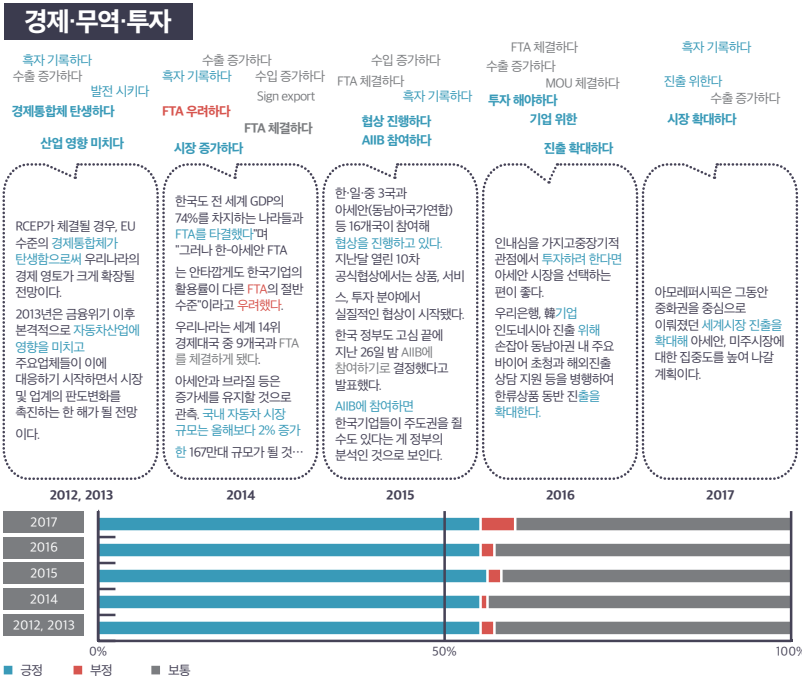 경제·무역·투자
흑자 기록하다
수출 증가하다
발전 시키다
경제통합체 탄생하다
산업 영향 미치다
수출 증가하다
흑자 기록하다
수입 증가하다
Sign export
FTA 우려하다
FTA 체결하다
시장 증가하다
수입 증가하다
FTA 체결하다
흑자 기록하다
협상 진행하다
AIIB 참여하다
FTA 체결하다
수출 증가하다
MOU 체결하다
투자 해야하다
기업 위한
진출 확대하다
흑자 기록하다
진출 위한다
수출 증가하다
시장 확대하다
RCEP가 체결될 경우, EU
수준의 경제통합체가
탄생함으로써 우리나라의
경제 영토가 크게 확장될
전망이다.
2013년은 금융위기 이후
본격적으로 자동차산업에
영향을 미치고
주요업체들이 이에
대응하기 시작하면서 시장
및 업계의 판도변화를
촉진하는 한 해가 될 전망
이다.
한국도 전 세계 GDP의
74%를 차지하는 나라들과
FTA를 타결했다"며
"그러나 한-아세안 FTA
는 안타깝게도 한국기업의
활용률이 다른 FTA의 절반
수준"이라고 우려했다.
우리나라는 세계 14위
경제대국 중 9개국과 FTA
를 체결하게 됐다.
아세안과 브라질 등은
증가세를 유지할 것으로
관측. 국내 자동차 시장
규모는 올해보다 2% 증가
한 167만대 규모가 될 것…
한·일·중 3국과
아세안(동남아국가연합)
등 16개국이 참여해
협상을 진행하고 있다.
지난달 열린 10차
공식협상에서는 상품, 서비
스, 투자 분야에서
실질적인 협상이 시작됐다.
한국 정부도 고심 끝에
지난 26일 밤 AIIB에
참여하기로 결정했다고
발표했다.
AIIB에 참여하면
한국기업들이 주도권을 쥘
수도 있다는 게 정부의
분석인 것으로 보인다.
인내심을 가지고중장기적
관점에서 투자하려 한다면
아세안 시장을 선택하는
편이 좋다.
우리은행, 韓기업
인도네시아 진출 위해
손잡아 동남아권 내 주요
바이어 초청과 해외진출
상담 지원 등을 병행하여
한류상품 동반 진출을
확대한다.
아모레퍼시픽은 그동안
중화권을 중심으로
이뤄졌던 세계시장 진출을
확대해 아세안, 미주시장에
대한 집중도를 높여 나갈
계획이다.
2012, 2013
2014
2015
2016
2017
2017
2016
2015
2014
2012, 2013
0%
50%
100%
긍정
부정
보통